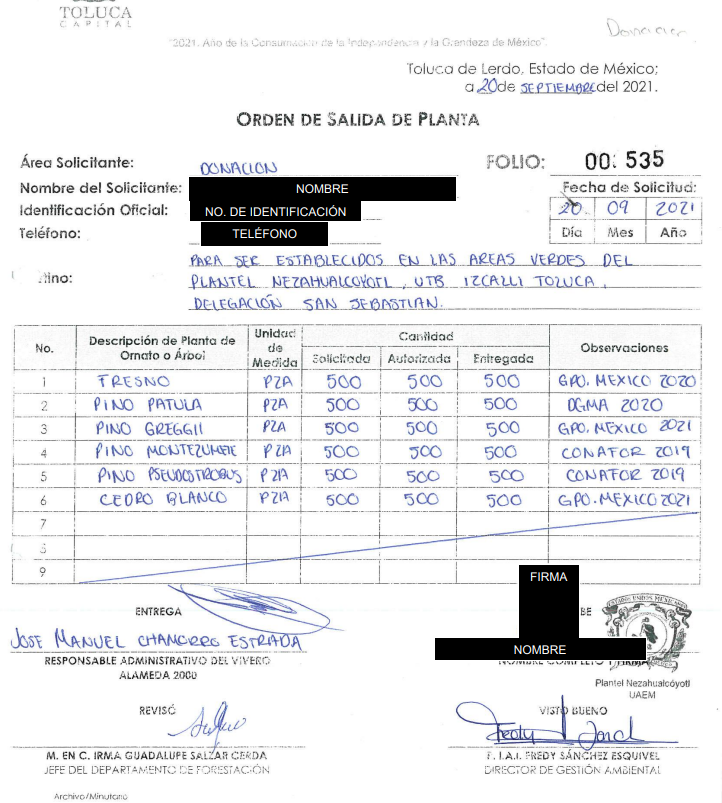 TOLUCA
CAPITAL
Donación
"2021. Año de la Consumación de la Independencia y la Grandeza de México".
Toluca de Lerdo, Estado de México;
a 20 de SEPTIEMBRE del 2021.
ORDEN DE SALIDA DE PLANTA
Área Solicitante: DONACION
FOLIO: 00 535
Nombre del Solicitante: NOMBRE
Fecha de Solicitud:
Identificación Oficial: NO. DE IDENTIFICACIÓN
20 09 2021
Teléfono: TELÉFONO
Día Mes Año
PARA SER ESTABLECIDOS EN LAS AREAS VERDES DEL
ino: PLANTEL NEZAHUALCOYOTL, UTB IZCALLI TOLUCA,
DELEGACIÓN SAN SEBASTIAN.
No. Descripción de Planta de Ornato o Árbol Unidad de Medida Cantidad Observaciones
Solicitada Autorizada Entregada
1 FRESNO PZA 500 500 500 GPO. MEXICO 2020
2 PINO PATULA PZA 500 500 500 DGMA 2020
3 PINO GREGGII PZA 500 500 500 GPO. MEXICO 2021
4 PINO MONTEZUMAE PZA 500 500 500 CONAFOR 2019
5 PINO PSEUDOSTROBUS PZA 500 500 500 CONAFOR 2019
6 CEDRO BLANCO PZA 500 500 500 GPO. MEXICO 2021
7
8
9
FIRMA
ENTREGA
BE
JOSE MANUEL CHAMORRO ESTRADA
NOMBRE
RESPONSABLE ADMINISTRATIVO DEL VIVERO
NOMBRE COMPLETO Y FIRMA
ALAMEDA 2000
Plantel Nezahualcóyotl
UAEM
REVISÓ
VISTO BUENO
Fredy
M. EN C. IRMA GUADALUPE SALZAR CERDA
F. I.A.I. FREDY SÁNCHEZ ESQUIVEL
JEFE DEL DEPARTAMENTO DE FORESTACIÓN
DIRECTOR DE GESTIÓN AMBIENTAL
Archivo/Minutario